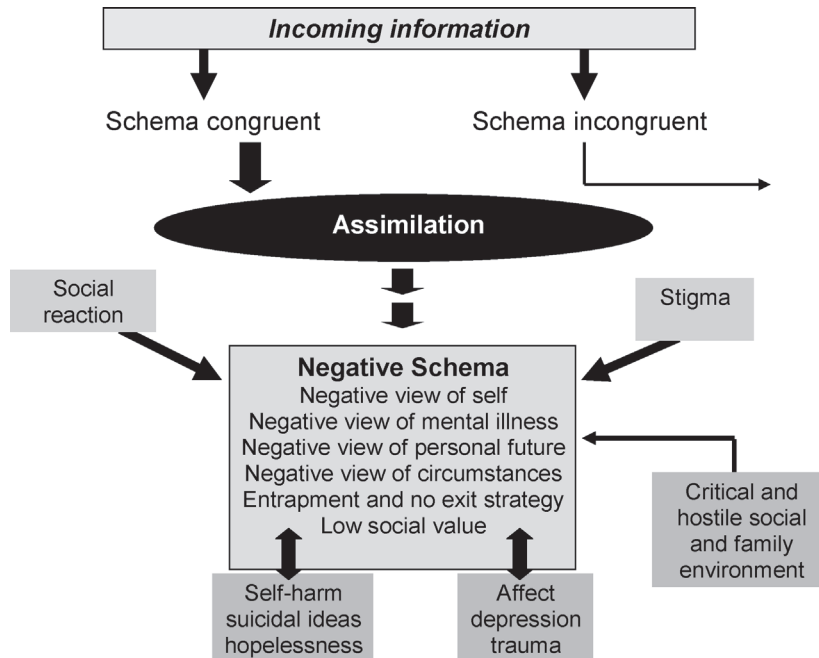 Incoming information
Schema congruent
Schema incongruent
Assimilation
Social
reaction
Stigma
Negative Schema
Negative view of self
Negative view of mental illness
Negative view of personal future
Negative view of circumstances
Entrapment and no exit strategy
Low social value
Critical and
hostile social
and family
environment
Self-harm
suicidal ideas
hopelessness
Affect
depression
trauma